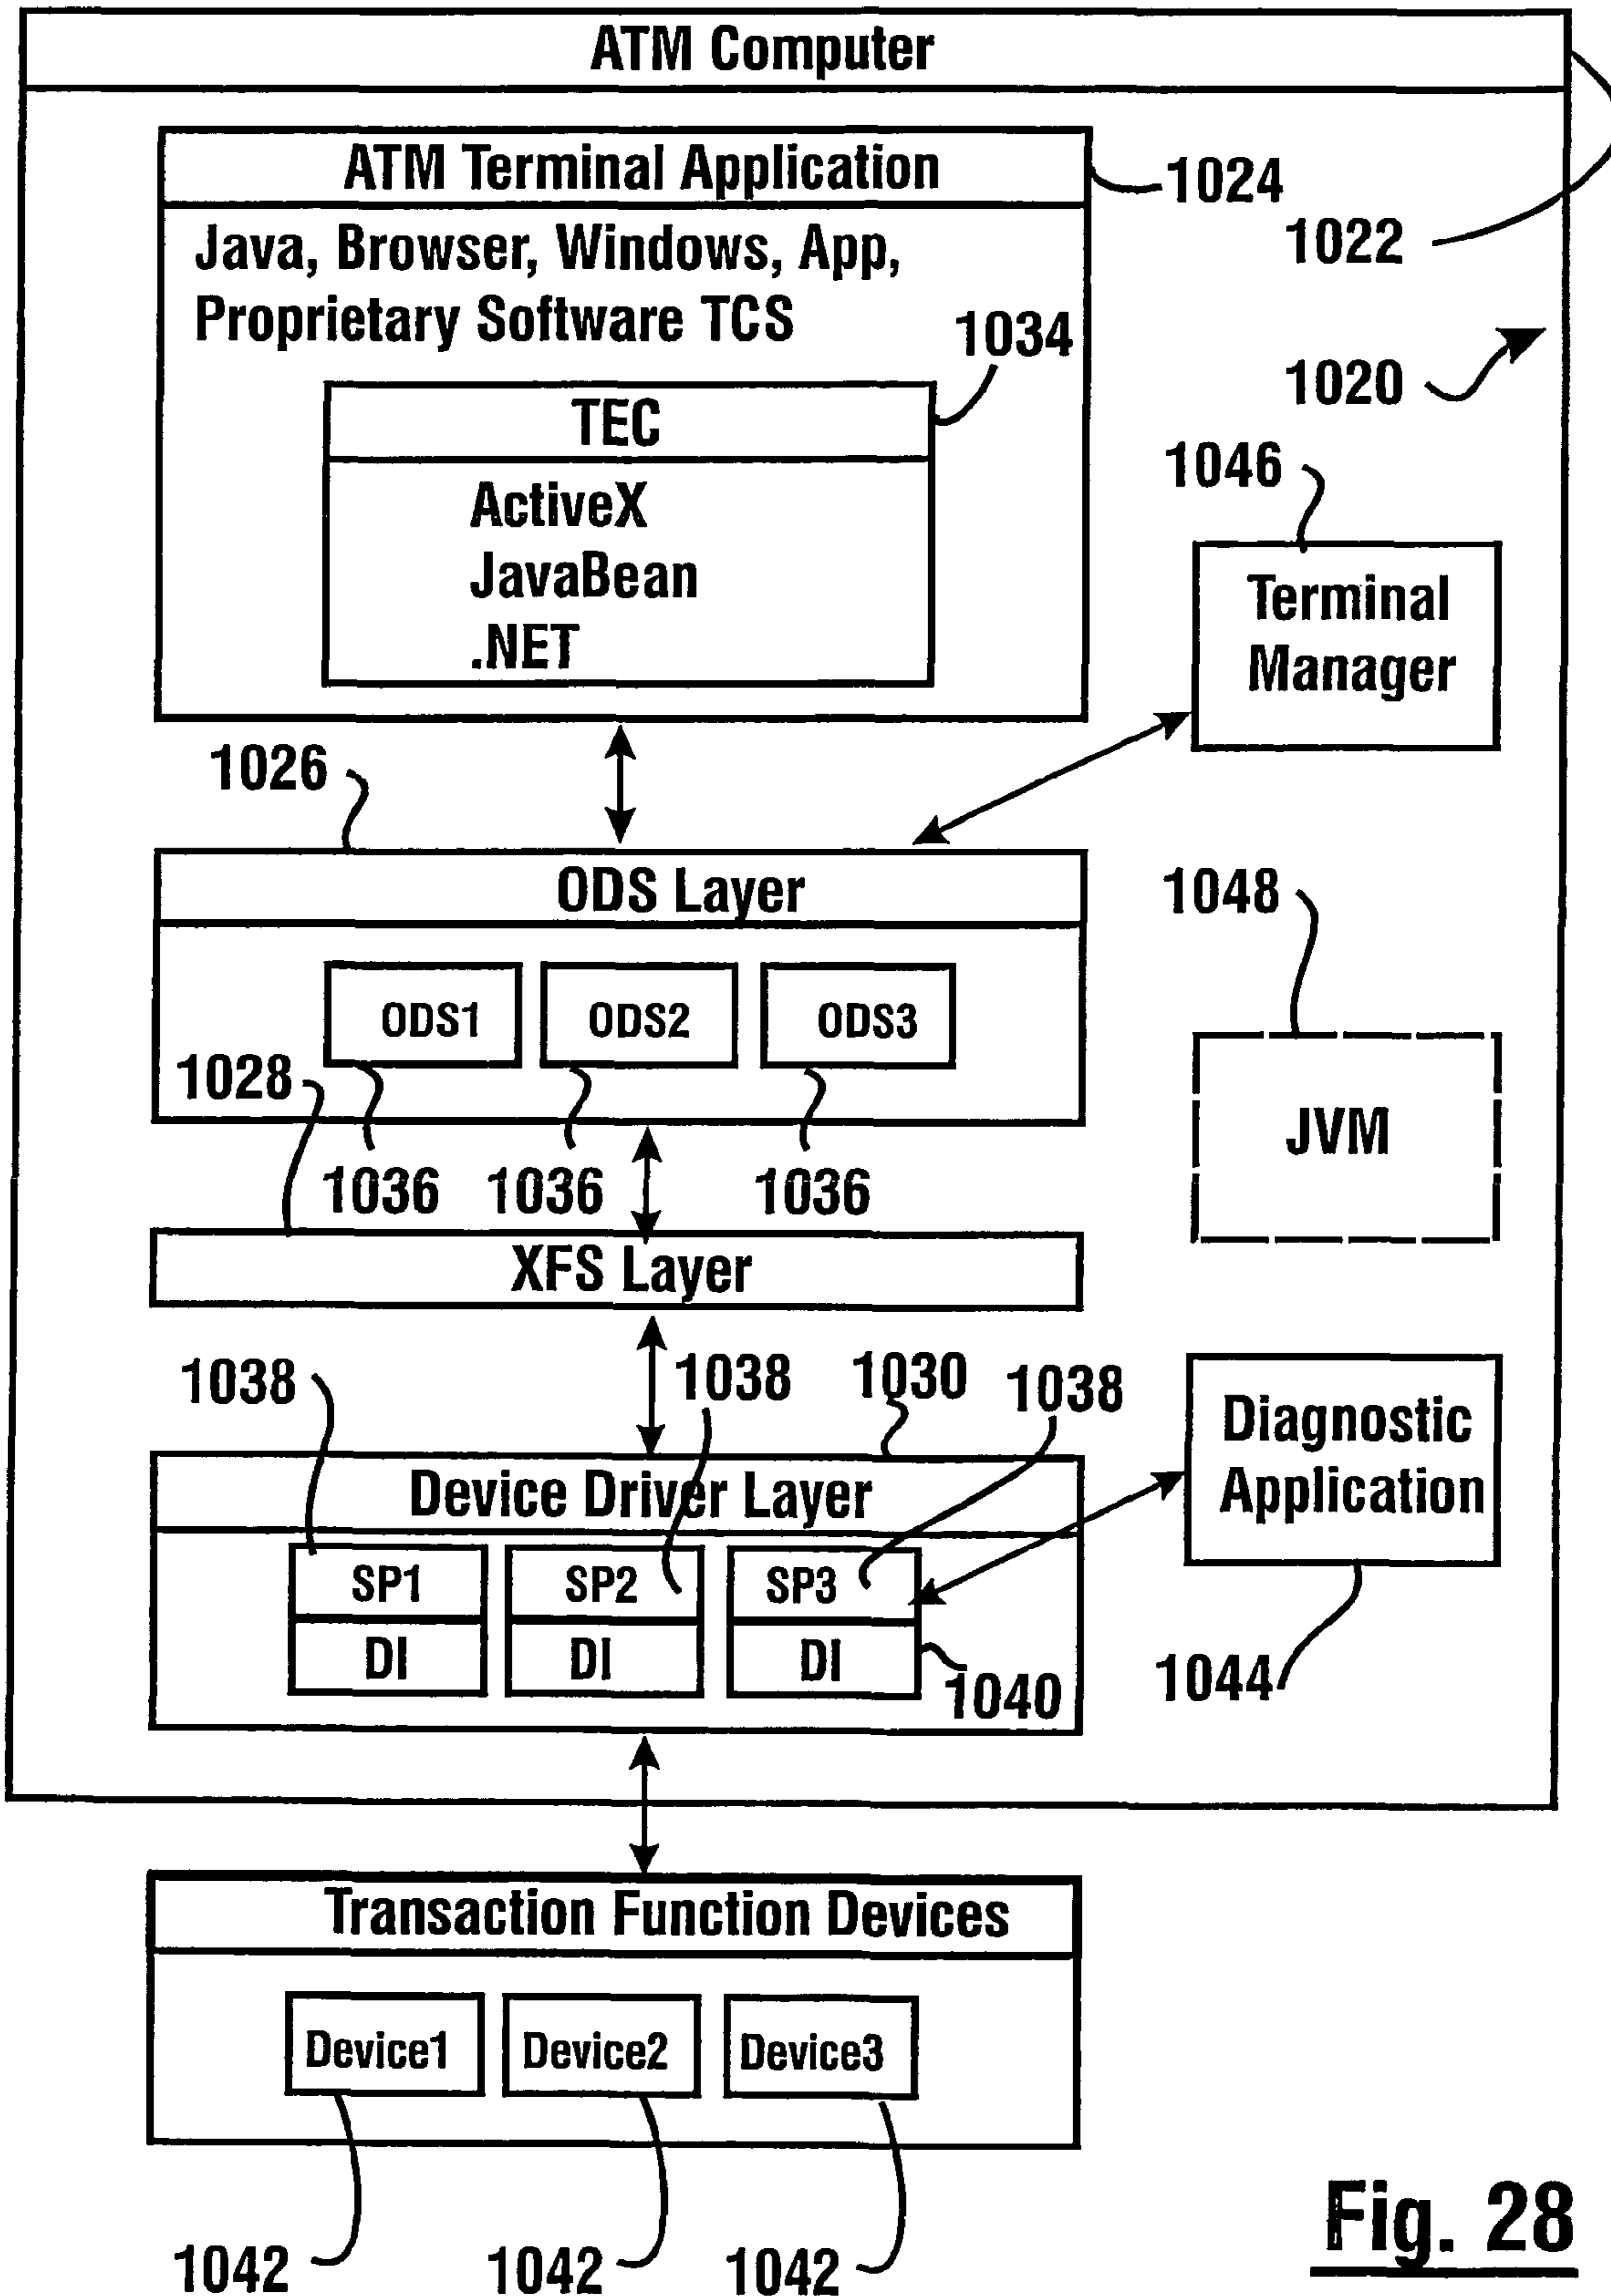 ATM Computer
ATM Terminal Application
1024
Java, Browser, Windows, App,
1022
Proprietary Software TCS
1034
1020
TEC
1046
ActiveX
JavaBean
.NET
Terminal
Manager
1026
ODS Layer
1048
ODS1 ODS2 ODS3
1028
JVM
1036 1036 1036
XFS Layer
1038 1038 1030 1038
Diagnostic
Application
Device Driver Layer
SP1 SP2 SP3
DI DI DI
1040
1044
Transaction Function Devices
Device1 Device2 Device3
1042 1042 1042
Fig. 28